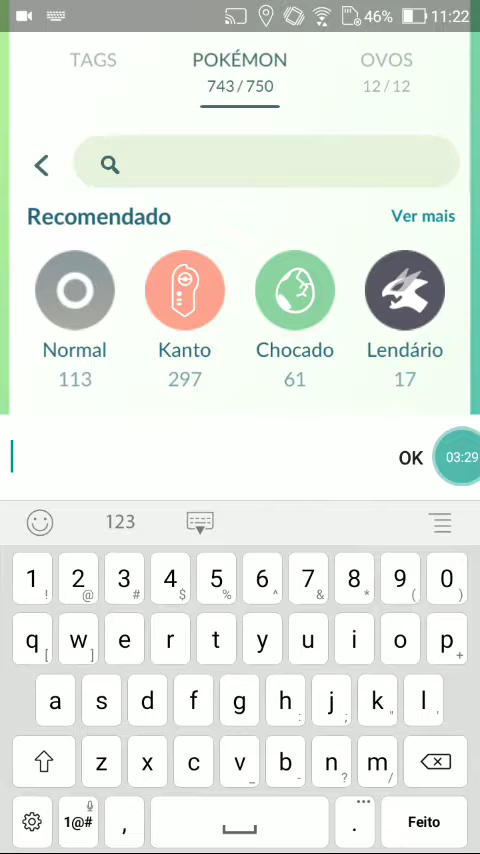 46% 11:22
TAGS POKÉMON OVOS
743 / 750 12 / 12
Recomendado Ver mais
Normal Kanto Chocado Lendário
113 297 61 17
OK 03:29
123
1 2 3 4 5 6 7 8 9 0
! @ # $ % ^ & * ( )
q w e r t y u i o p
[ ] +
a s d f g h j k l
: ; " '
z x c v b n m
_ - ? /
1@# , . Feito